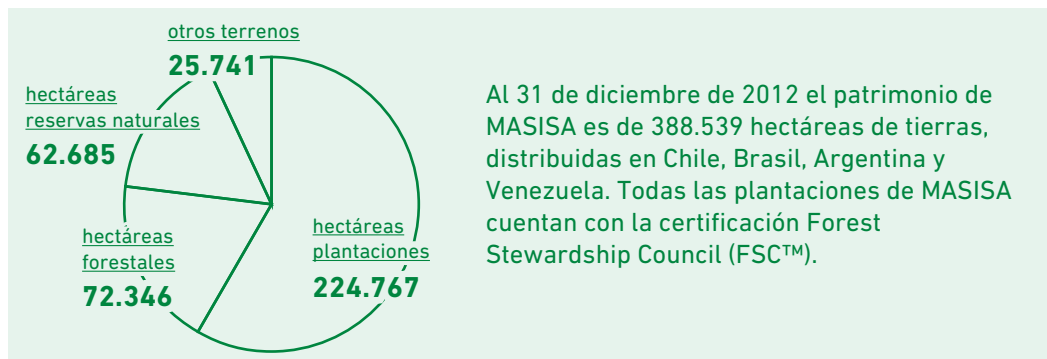 otros terrenos
25.741
hectáreas
reservas naturales
62.685
hectáreas
forestales
72.346
hectáreas
plantaciones
224.767
Al 31 de diciembre de 2012 el patrimonio de
MASISA es de 388.539 hectáreas de tierras,
distribuidas en Chile, Brasil, Argentina y
Venezuela. Todas las plantaciones de MASISA
cuentan con la certificación Forest
Stewardship Council (FSC™).